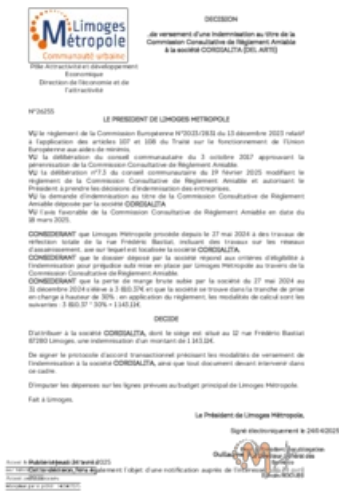 Limoges
Métropole
Communauté urbaine
Pôle Attractivité et développement
Economique
Direction de l'économie et de
l'attractivité
DECISION
de versement d'une indemnisation au titre de la
Commission Consultative de Règlement Amiable
à la société CORDIALITA (DEL ARTE)
N°26255
LE PRESIDENT DE LIMOGES METROPOLE
VU le règlement de la Commission Européenne N°2023/2831 du 13 décembre 2023 relatif
à l'application des articles 107 et 108 du Traité sur le fonctionnement de l'Union
Européenne aux aides de minimis,
VU la délibération du conseil communautaire du 3 octobre 2017 approuvant la
pérennisation de la Commission Consultative de Règlement Amiable,
VU la délibération n°7.3 du conseil communautaire du 19 février 2025 modifiant le
règlement de la Commission Consultative de Règlement Amiable et autorisant le
Président à prendre les décisions d'indemnisation des entreprises,
VU la demande d'indemnisation au titre de la Commission Consultative de Règlement
Amiable déposée par la société CORDIALITA
VU l'avis favorable de la Commission Consultative de Règlement Amiable en date du
18 mars 2025,
CONSIDERANT que Limoges Métropole procède depuis le 27 mai 2024 à des travaux de
réfection totale de la rue Frédéric Bastiat, incluant des travaux sur les réseaux
d'assainissement, axe sur lequel est localisée la société CORDIALITA,
CONSIDERANT que le dossier déposé par la société répond aux critères d'éligibilité à
l'indemnisation pour préjudice subi mise en place par Limoges Métropole au travers de la
Commission Consultative de Règlement Amiable,
CONSIDERANT que la perte de marge brute subie par la société du 27 mai 2024 au
31 décembre 2024 s'élève à 3 810,37€ et que la société se trouve dans la tranche de prise
en charge à hauteur de 30% ; en application du règlement, les modalités de calcul sont les
suivantes : 3 810,37 * 30% = 1 143,11€,
DECIDE
D'attribuer à la société CORDIALITA, dont le siège est situé au 12 rue Frédéric Bastiat
87280 Limoges, une indemnisation d'un montant de 1 143,11€.
De signer le protocole d'accord transactionnel précisant les modalités de versement de
l'indemnisation à la société CORDIALITA, ainsi que tout document devant intervenir dans
ce cadre.
D'imputer les dépenses sur les lignes prévues au budget principal de Limoges Métropole.
Fait à Limoges,
Le Président de Limoges Métropole,
Signé électroniquement le 24/04/2025
Guillaume